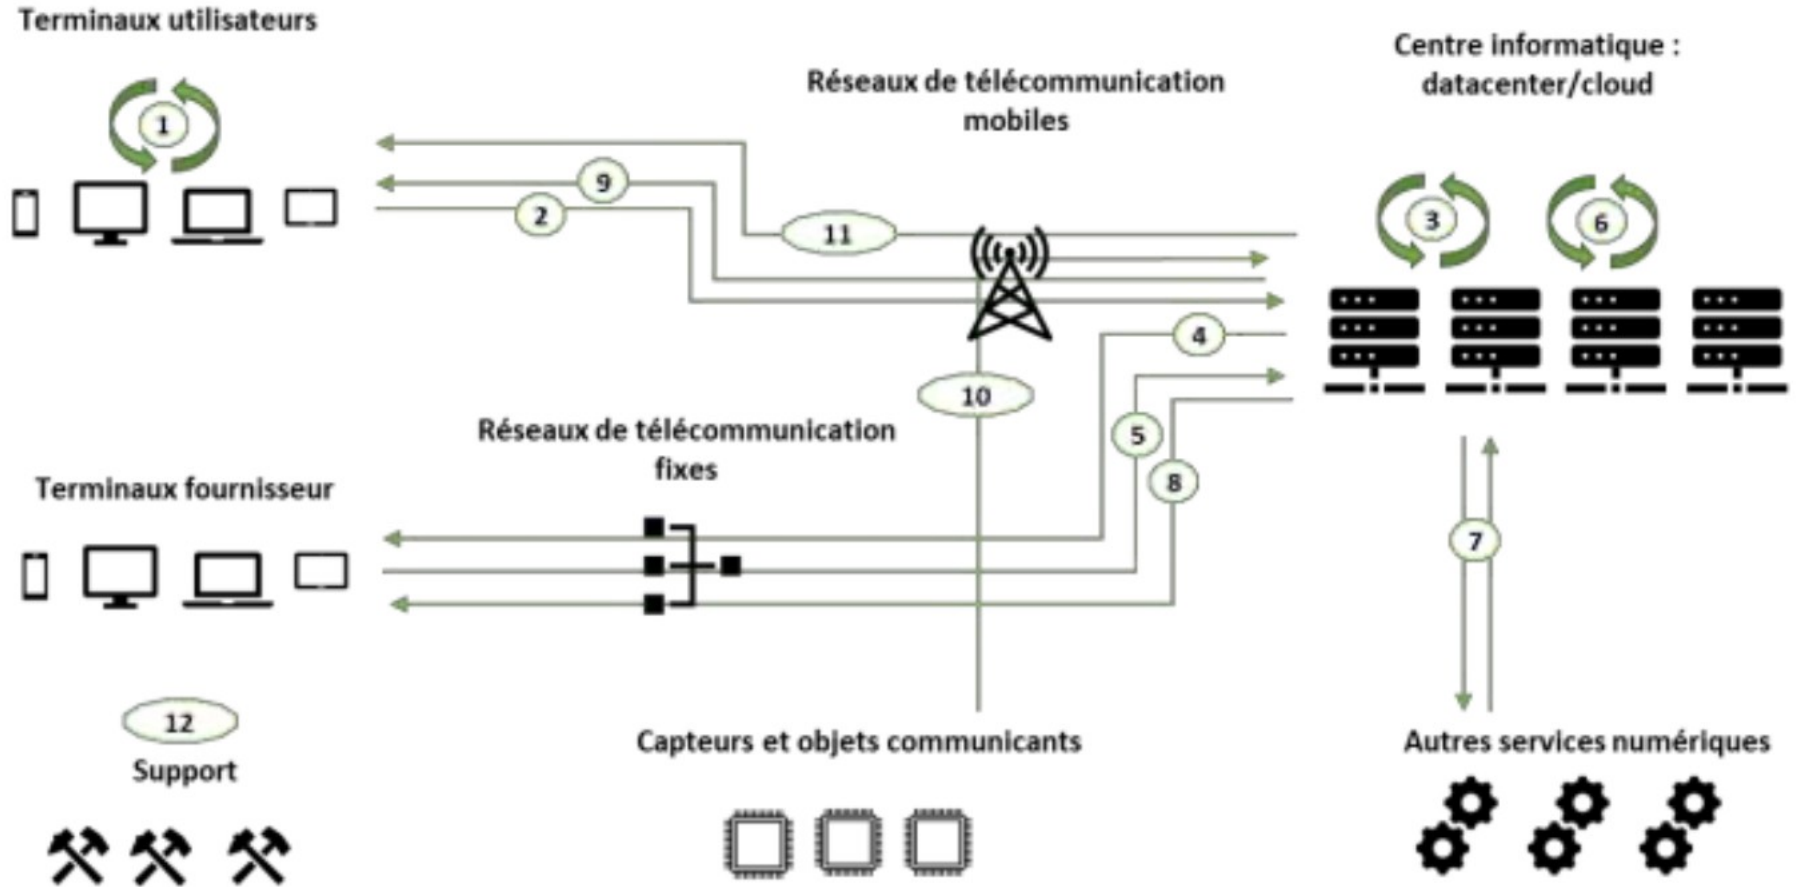 Terminaux utilisateurs
Centre informatique :
datacenter/cloud
Réseaux de télécommunication
mobiles
1
9
2
11
3
6
4
10
5
8
Réseaux de télécommunication
fixes
Terminaux fournisseur
7
12
Support
Capteurs et objets communicants
Autres services numériques